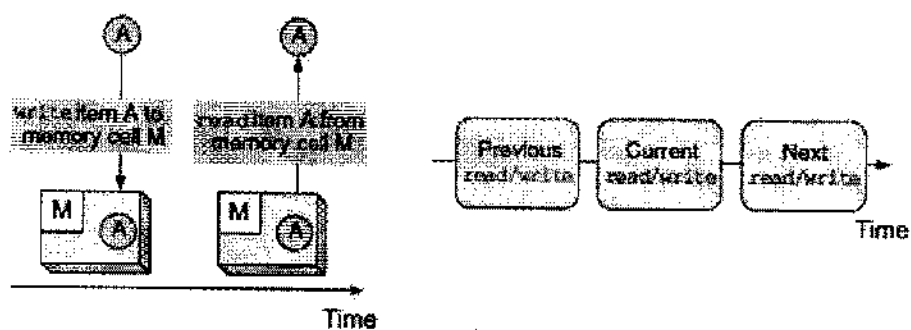 A
A
write item A to
memory cell M
read item A from
memory cell M
M
A
M
A
Time
Previous
read/write
Current
read/write
Next
read/write
Time